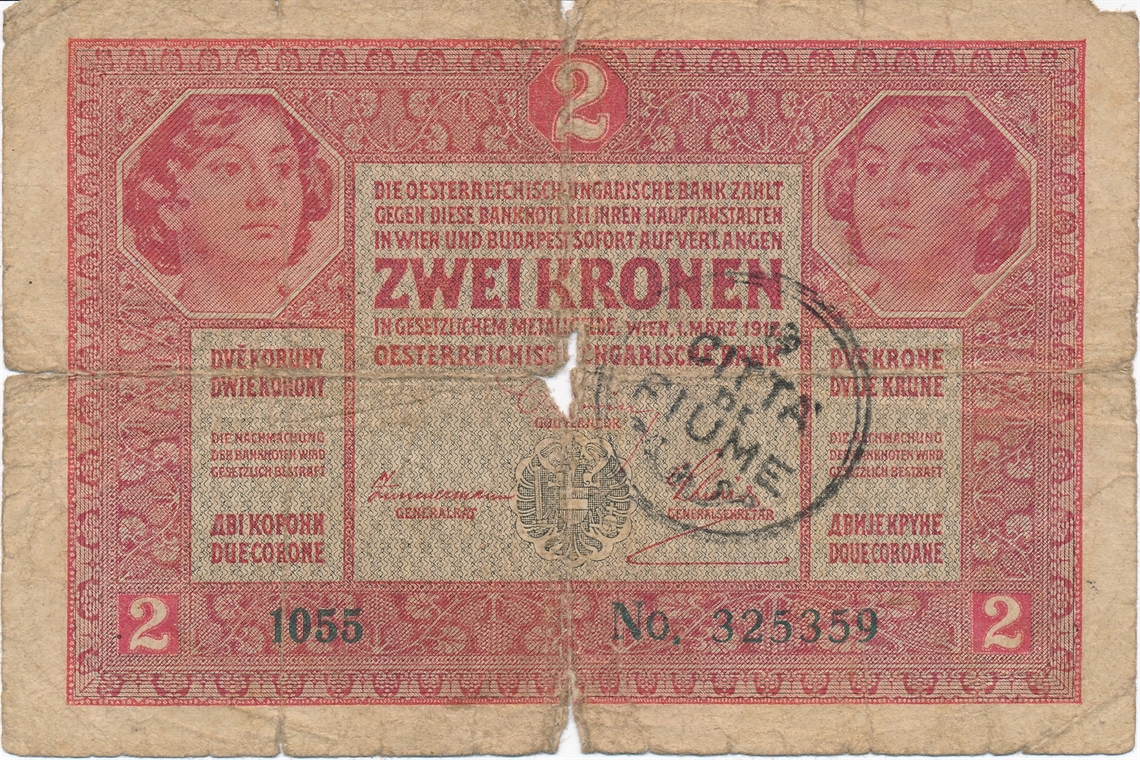 2
DIE OESTERREICHISCH-UNGARISCHE BANK ZAHLT
GEGEN DIESE BANKNOTE BEI IHREN HAUPTANSTALTEN
IN WIEN UND BUDAPEST SOFORT AUF VERLANGEN
ZWEI KRONEN
IN GESETZLICHEM METALLGELDE. WIEN, 1. MÄRZ 1917
OESTERREICHISCH-UNGARISCHE BANK
DVĚ KORUNY
DWIE KORONY
DIE NACHMACHUNG
DER BANKNOTEN WIRD
GESETZLICH BESTRAFT
ДВІ КОРОНИ
DUE CORONE
GOUVERNEUR
GENERALRAT
GENERALSEKRETÄR
CITTÀ
DI
FIUME
DVE KRONE
DVIJE KRUNE
DIE NACHMACHUNG
DER BANKNOTEN WIRD
GESETZLICH BESTRAFT
ДВИЈЕ КРУНЕ
DOUE COROANE
2
1055
No. 325359
2